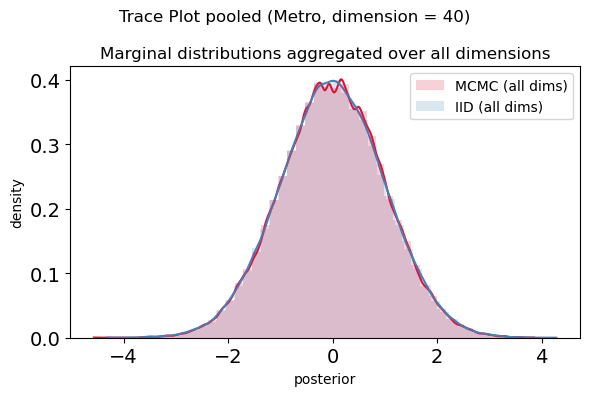 Trace Plot pooled (Metro, dimension = 40)
Marginal distributions aggregated over all dimensions
MCMC (all dims)
IID (all dims)
density
0.4
0.3
0.2
0.1
0.0
−4
−2
0
2
4
posterior